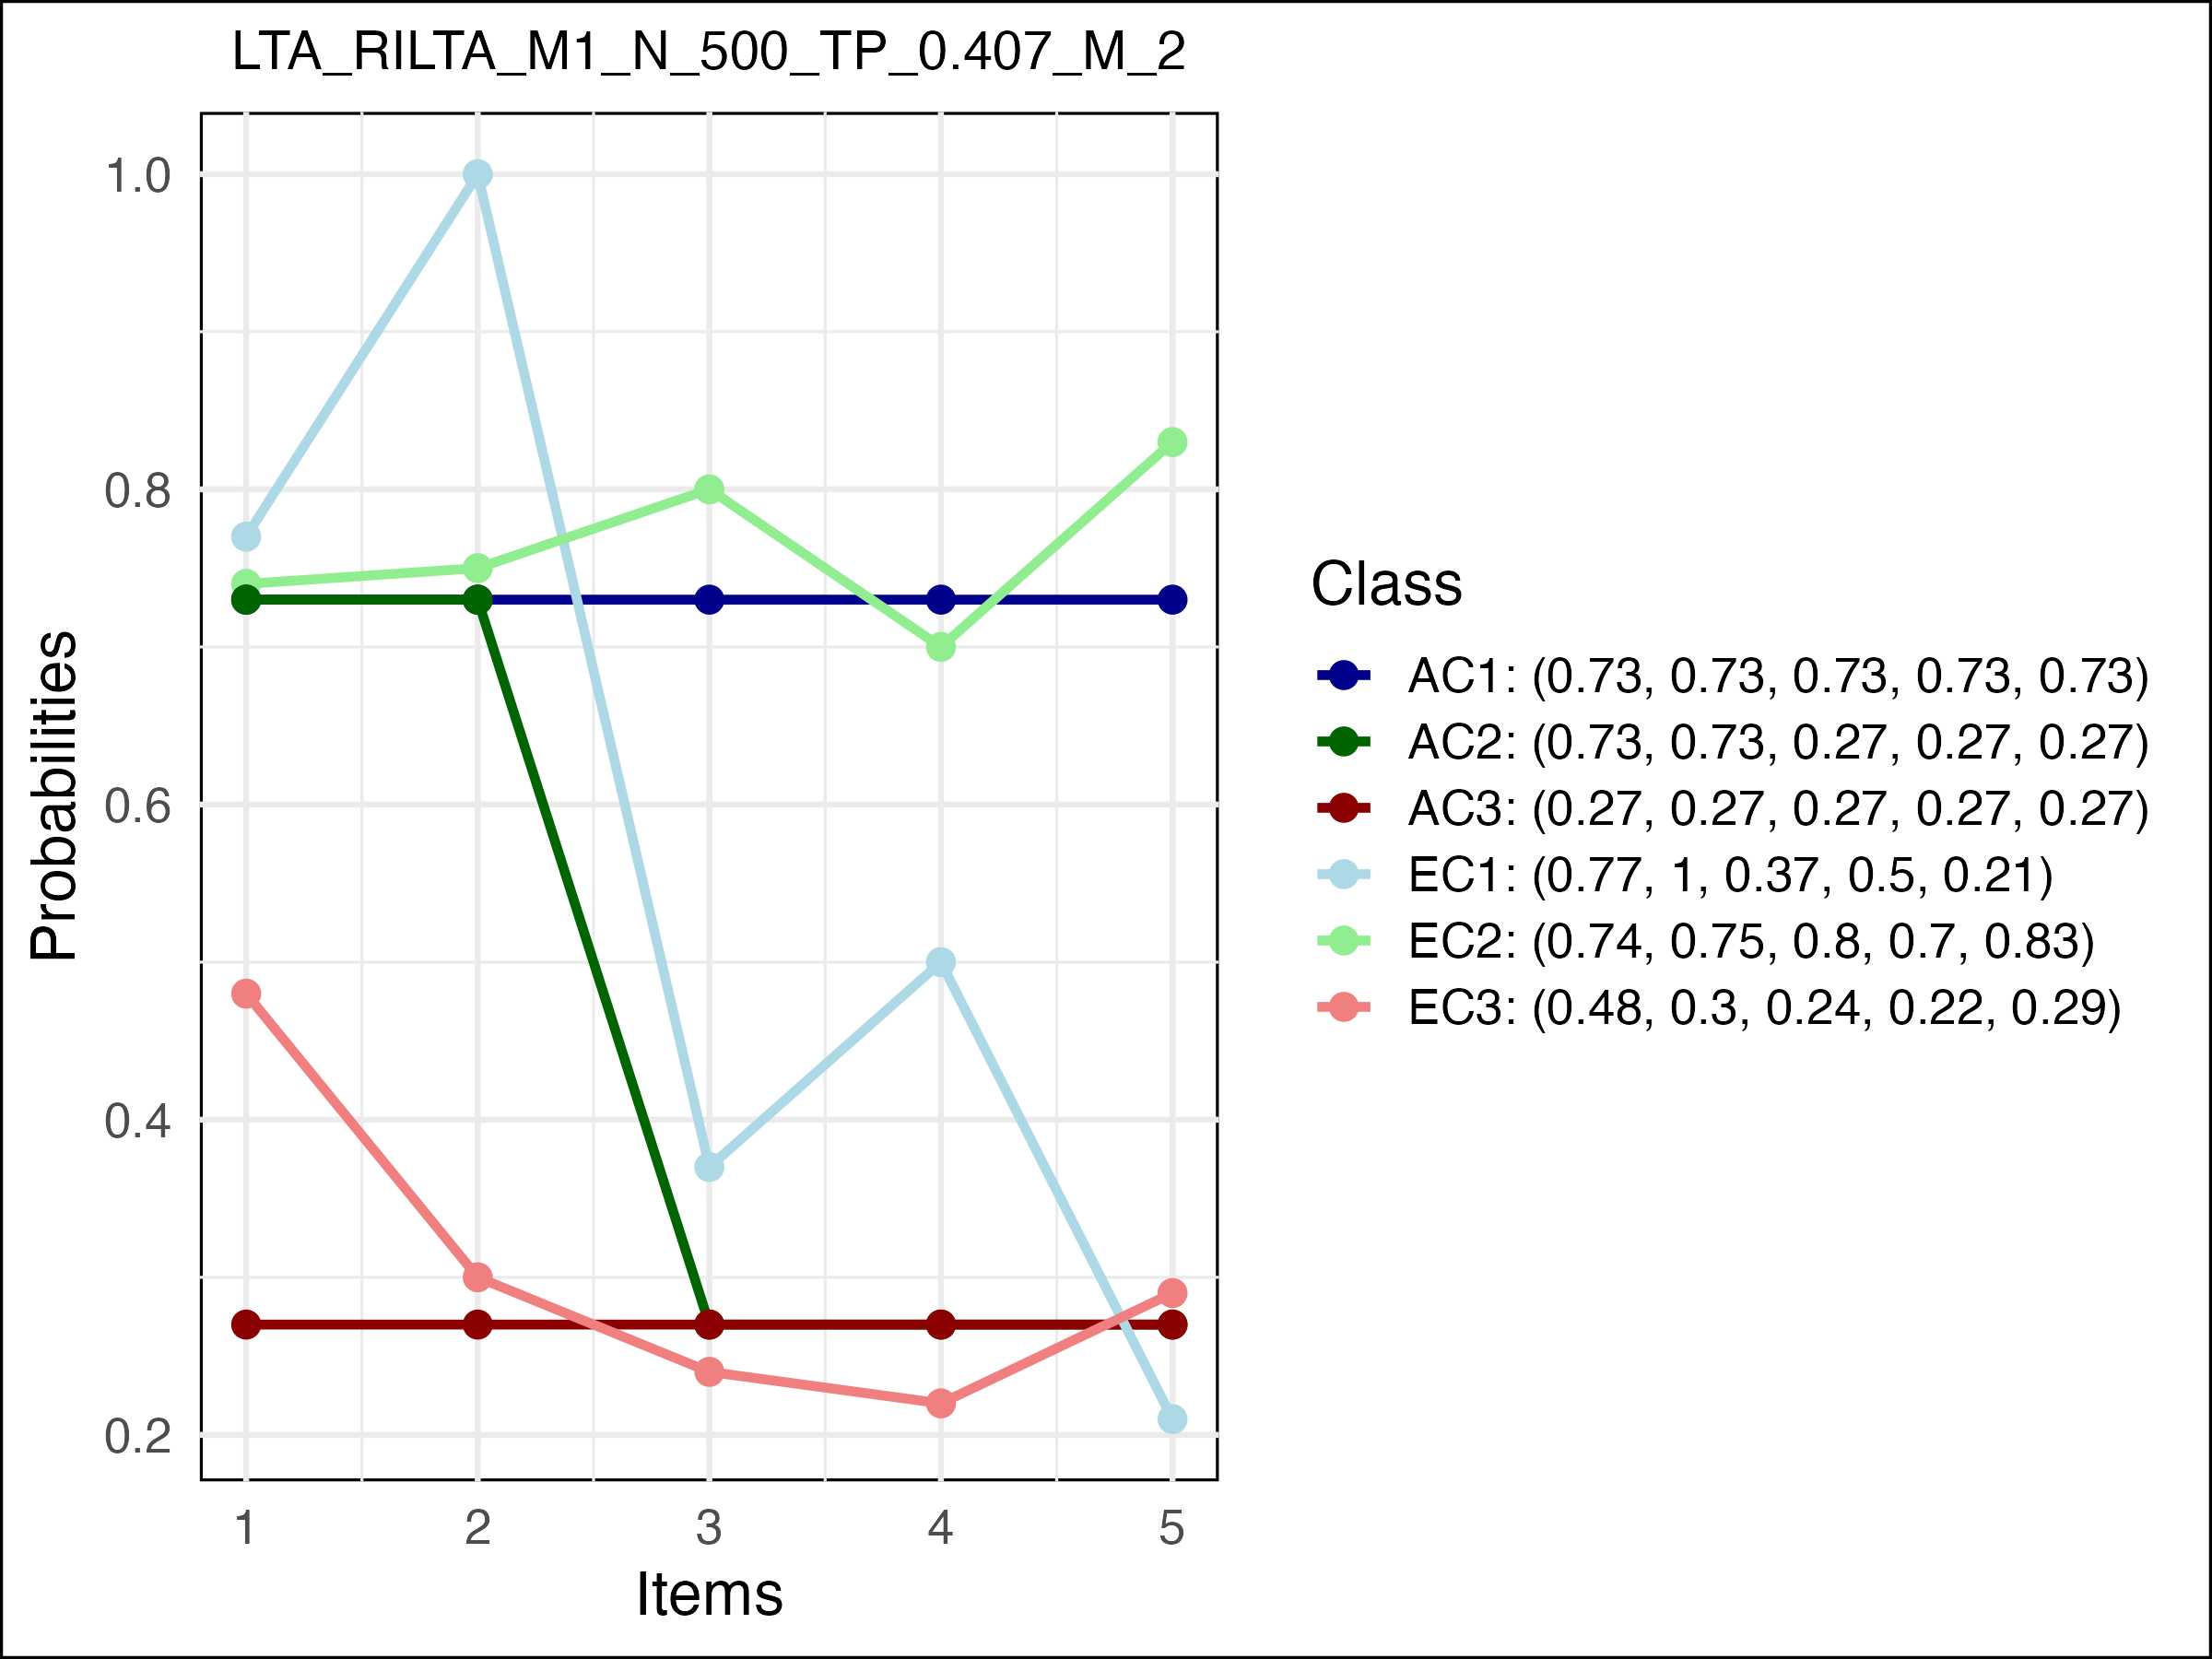 LTA_RILTA_M1_N_500_TP_0.407_M_2
1.0
0.8
0.6
0.4
0.2
Probabilities
1 2 3 4 5
Items
Class
AC1: (0.73, 0.73, 0.73, 0.73, 0.73)
AC2: (0.73, 0.73, 0.27, 0.27, 0.27)
AC3: (0.27, 0.27, 0.27, 0.27, 0.27)
EC1: (0.77, 1, 0.37, 0.5, 0.21)
EC2: (0.74, 0.75, 0.8, 0.7, 0.83)
EC3: (0.48, 0.3, 0.24, 0.22, 0.29)